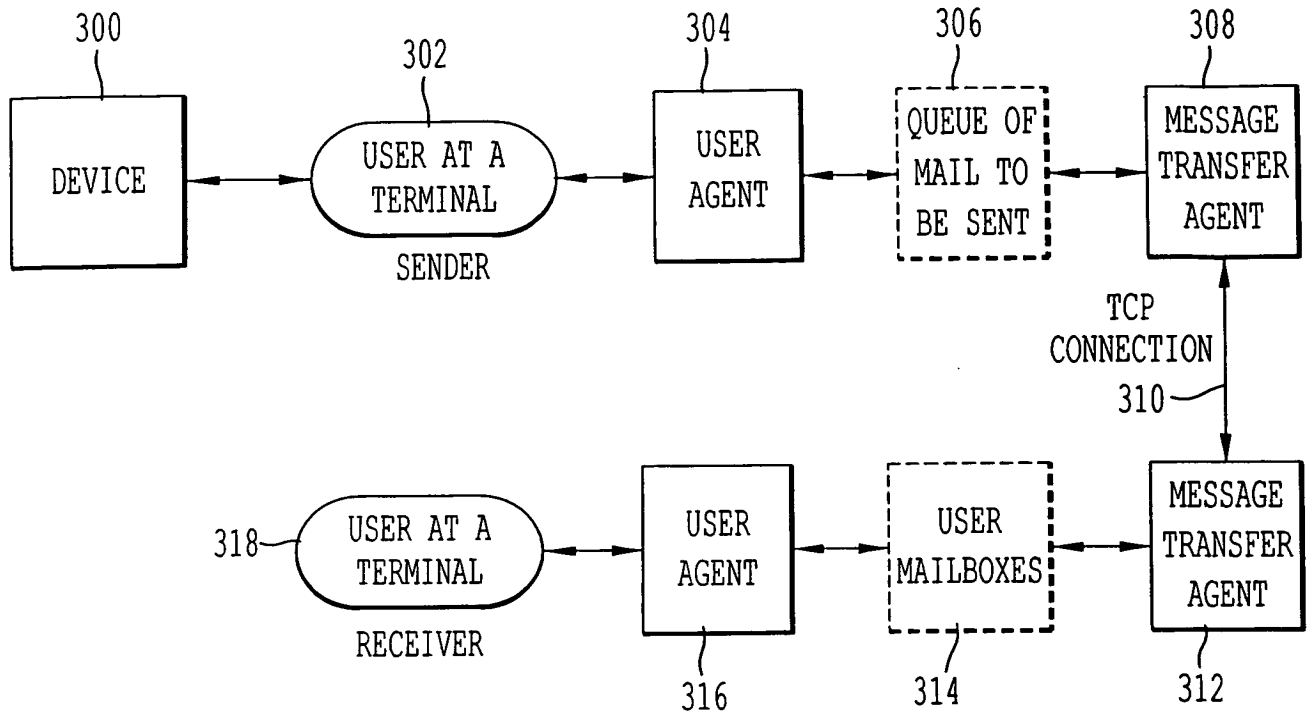 300
302
304
306
308
DEVICE
USER AT A
TERMINAL
SENDER
USER
AGENT
QUEUE OF
MAIL TO
BE SENT
MESSAGE
TRANSFER
AGENT
TCP
CONNECTION
310
318
USER AT A
TERMINAL
RECEIVER
USER
AGENT
316
USER
MAILBOXES
314
MESSAGE
TRANSFER
AGENT
312